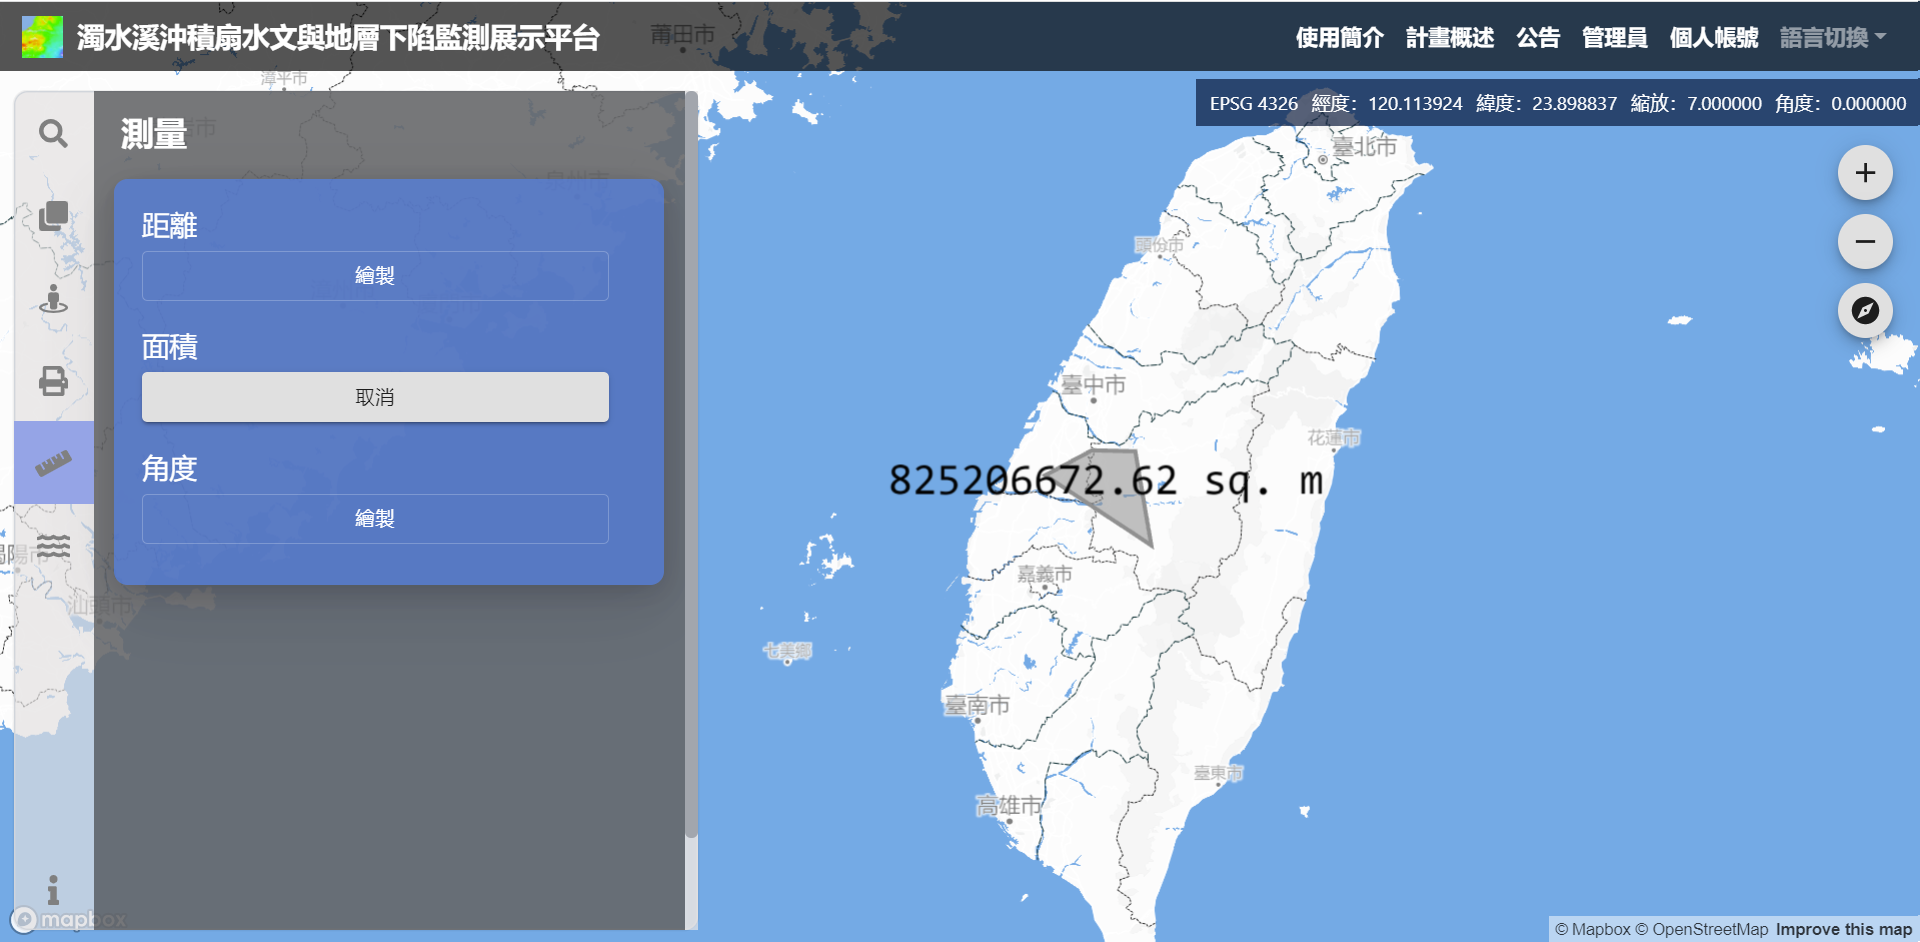 濁水溪沖積扇水文與地層下陷監測展示平台
使用簡介 計畫概述 公告 管理員 個人帳號 語言切換
莆田市
漳平市
EPSG 4326 經度：120.113924 緯度：23.898837 縮放：7.000000 角度：0.000000
測量
臺北市
泉州市
距離
繪製
頭份市
面積
取消
臺中市
花蓮市
角度
825206672.62 sq. m
繪製
嘉義市
汕頭市
七美鄉
臺南市
臺東市
高雄市
mapbox
© Mapbox © OpenStreetMap Improve this map